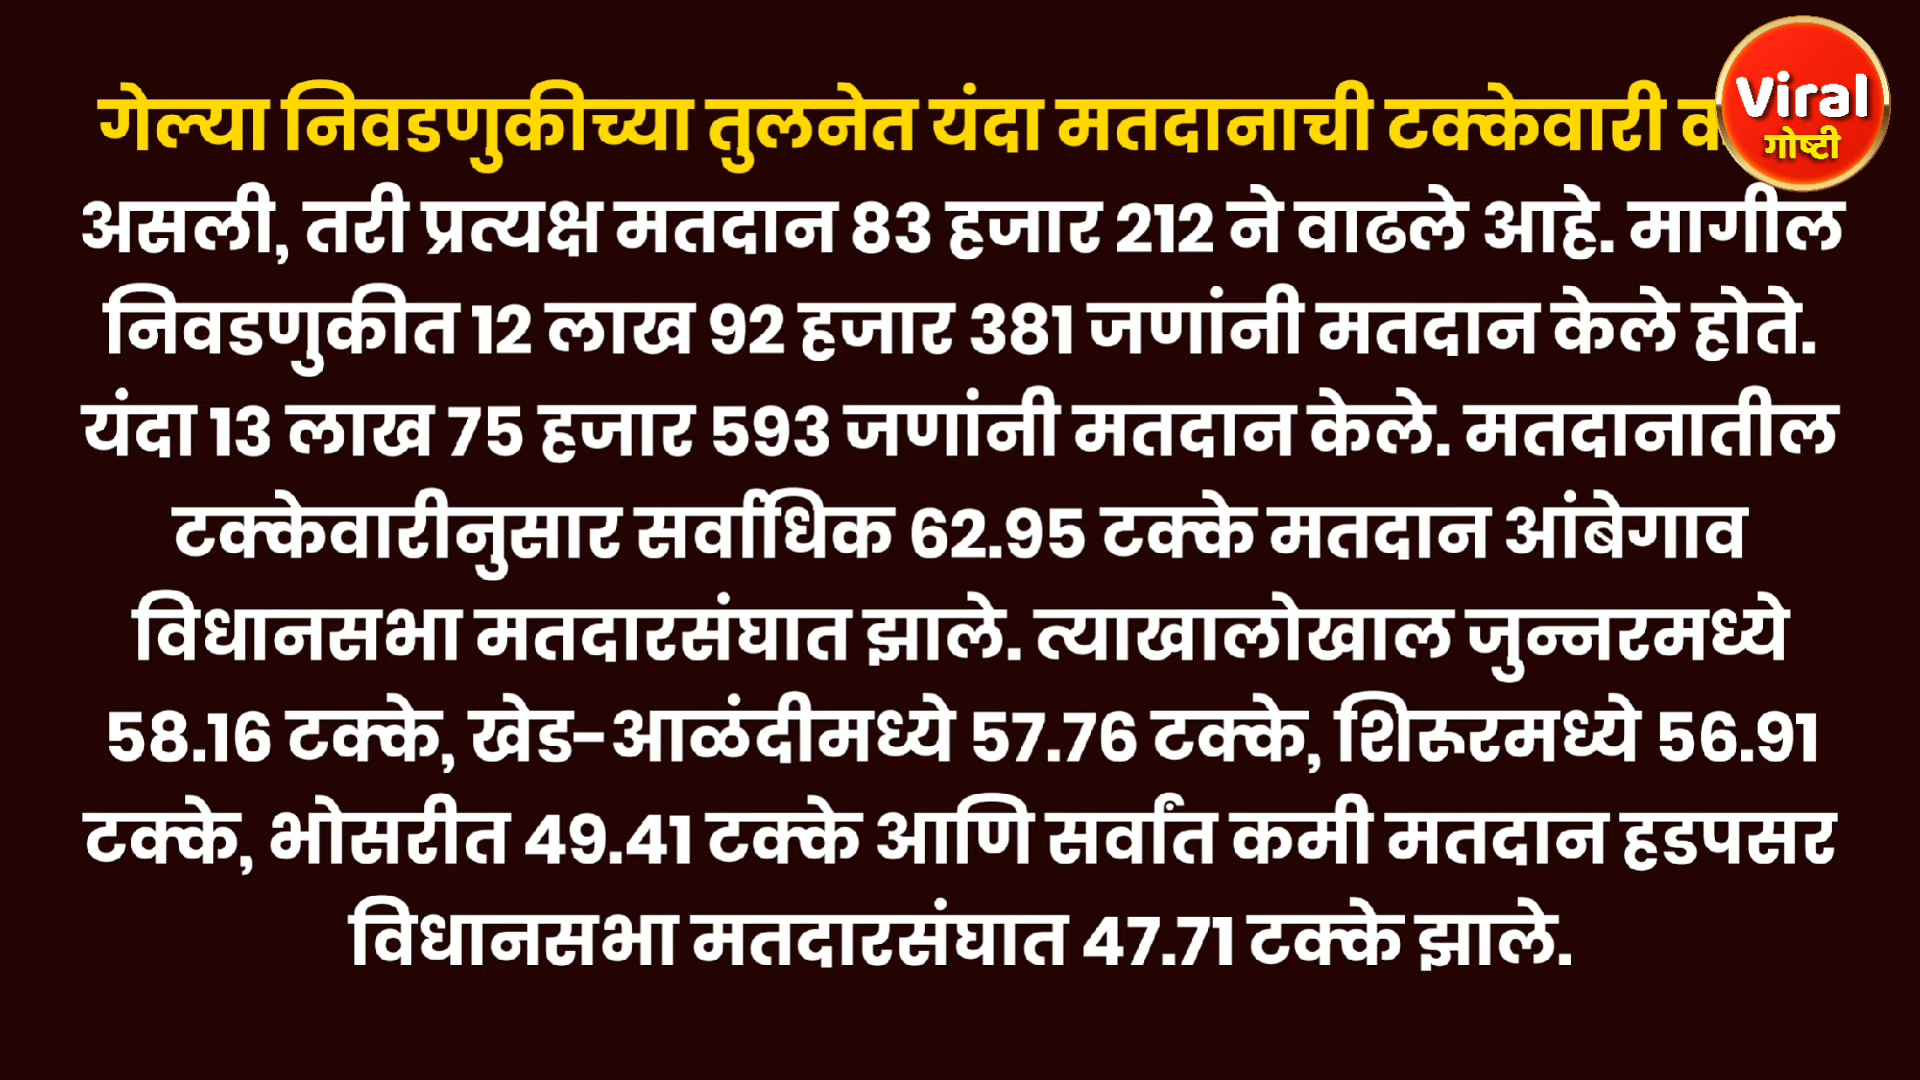 गेल्या निवडणुकीच्या तुलनेत यंदा मतदानाची टक्केवारी
Viral
गोष्टी
असली, तरी प्रत्यक्ष मतदान 83 हजार 212 ने वाढले आहे. मागील
निवडणुकीत 12 लाख 92 हजार 381 जणांनी मतदान केले होते.
यंदा 13 लाख 75 हजार 593 जणांनी मतदान केले. मतदानातील
टक्केवारीनुसार सर्वाधिक 62.95 टक्के मतदान आंबेगाव
विधानसभा मतदारसंघात झाले. त्याखालोखाल जुन्नरमध्ये
58.16 टक्के, खेड-आळंदीमध्ये 57.76 टक्के, शिरूरमध्ये 56.91
टक्के, भोसरीत 49.41 टक्के आणि सर्वांत कमी मतदान हडपसर
विधानसभा मतदारसंघात 47.71 टक्के झाले.